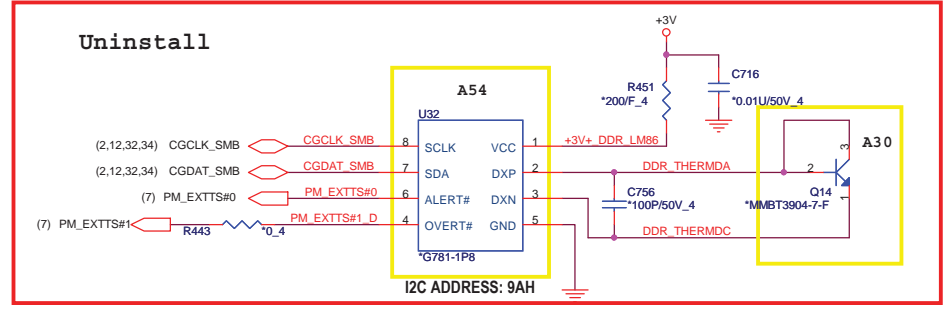 Uninstall
+3V
A54
U32
R451
*200/F_4
C716
*0.01U/50V_4
(2,12,32,34) CGCLK_SMB
CGCLK_SMB
8
SCLK
VCC
1
+3V+_DDR_LM86
(2,12,32,34) CGDAT_SMB
CGDAT_SMB
7
SDA
DXP
2
DDR_THERMDA
2
3
A30
(7) PM_EXTTS#0
PM_EXTTS#0
6
ALERT#
DXN
3
C756
*100P/50V_4
Q14
1
*MMBT3904-7-F
(7) PM_EXTTS#1
R443
*0_4
PM_EXTTS#1_D
4
OVERT#
GND
5
DDR_THERMDC
*G781-1P8
I2C ADDRESS: 9AH